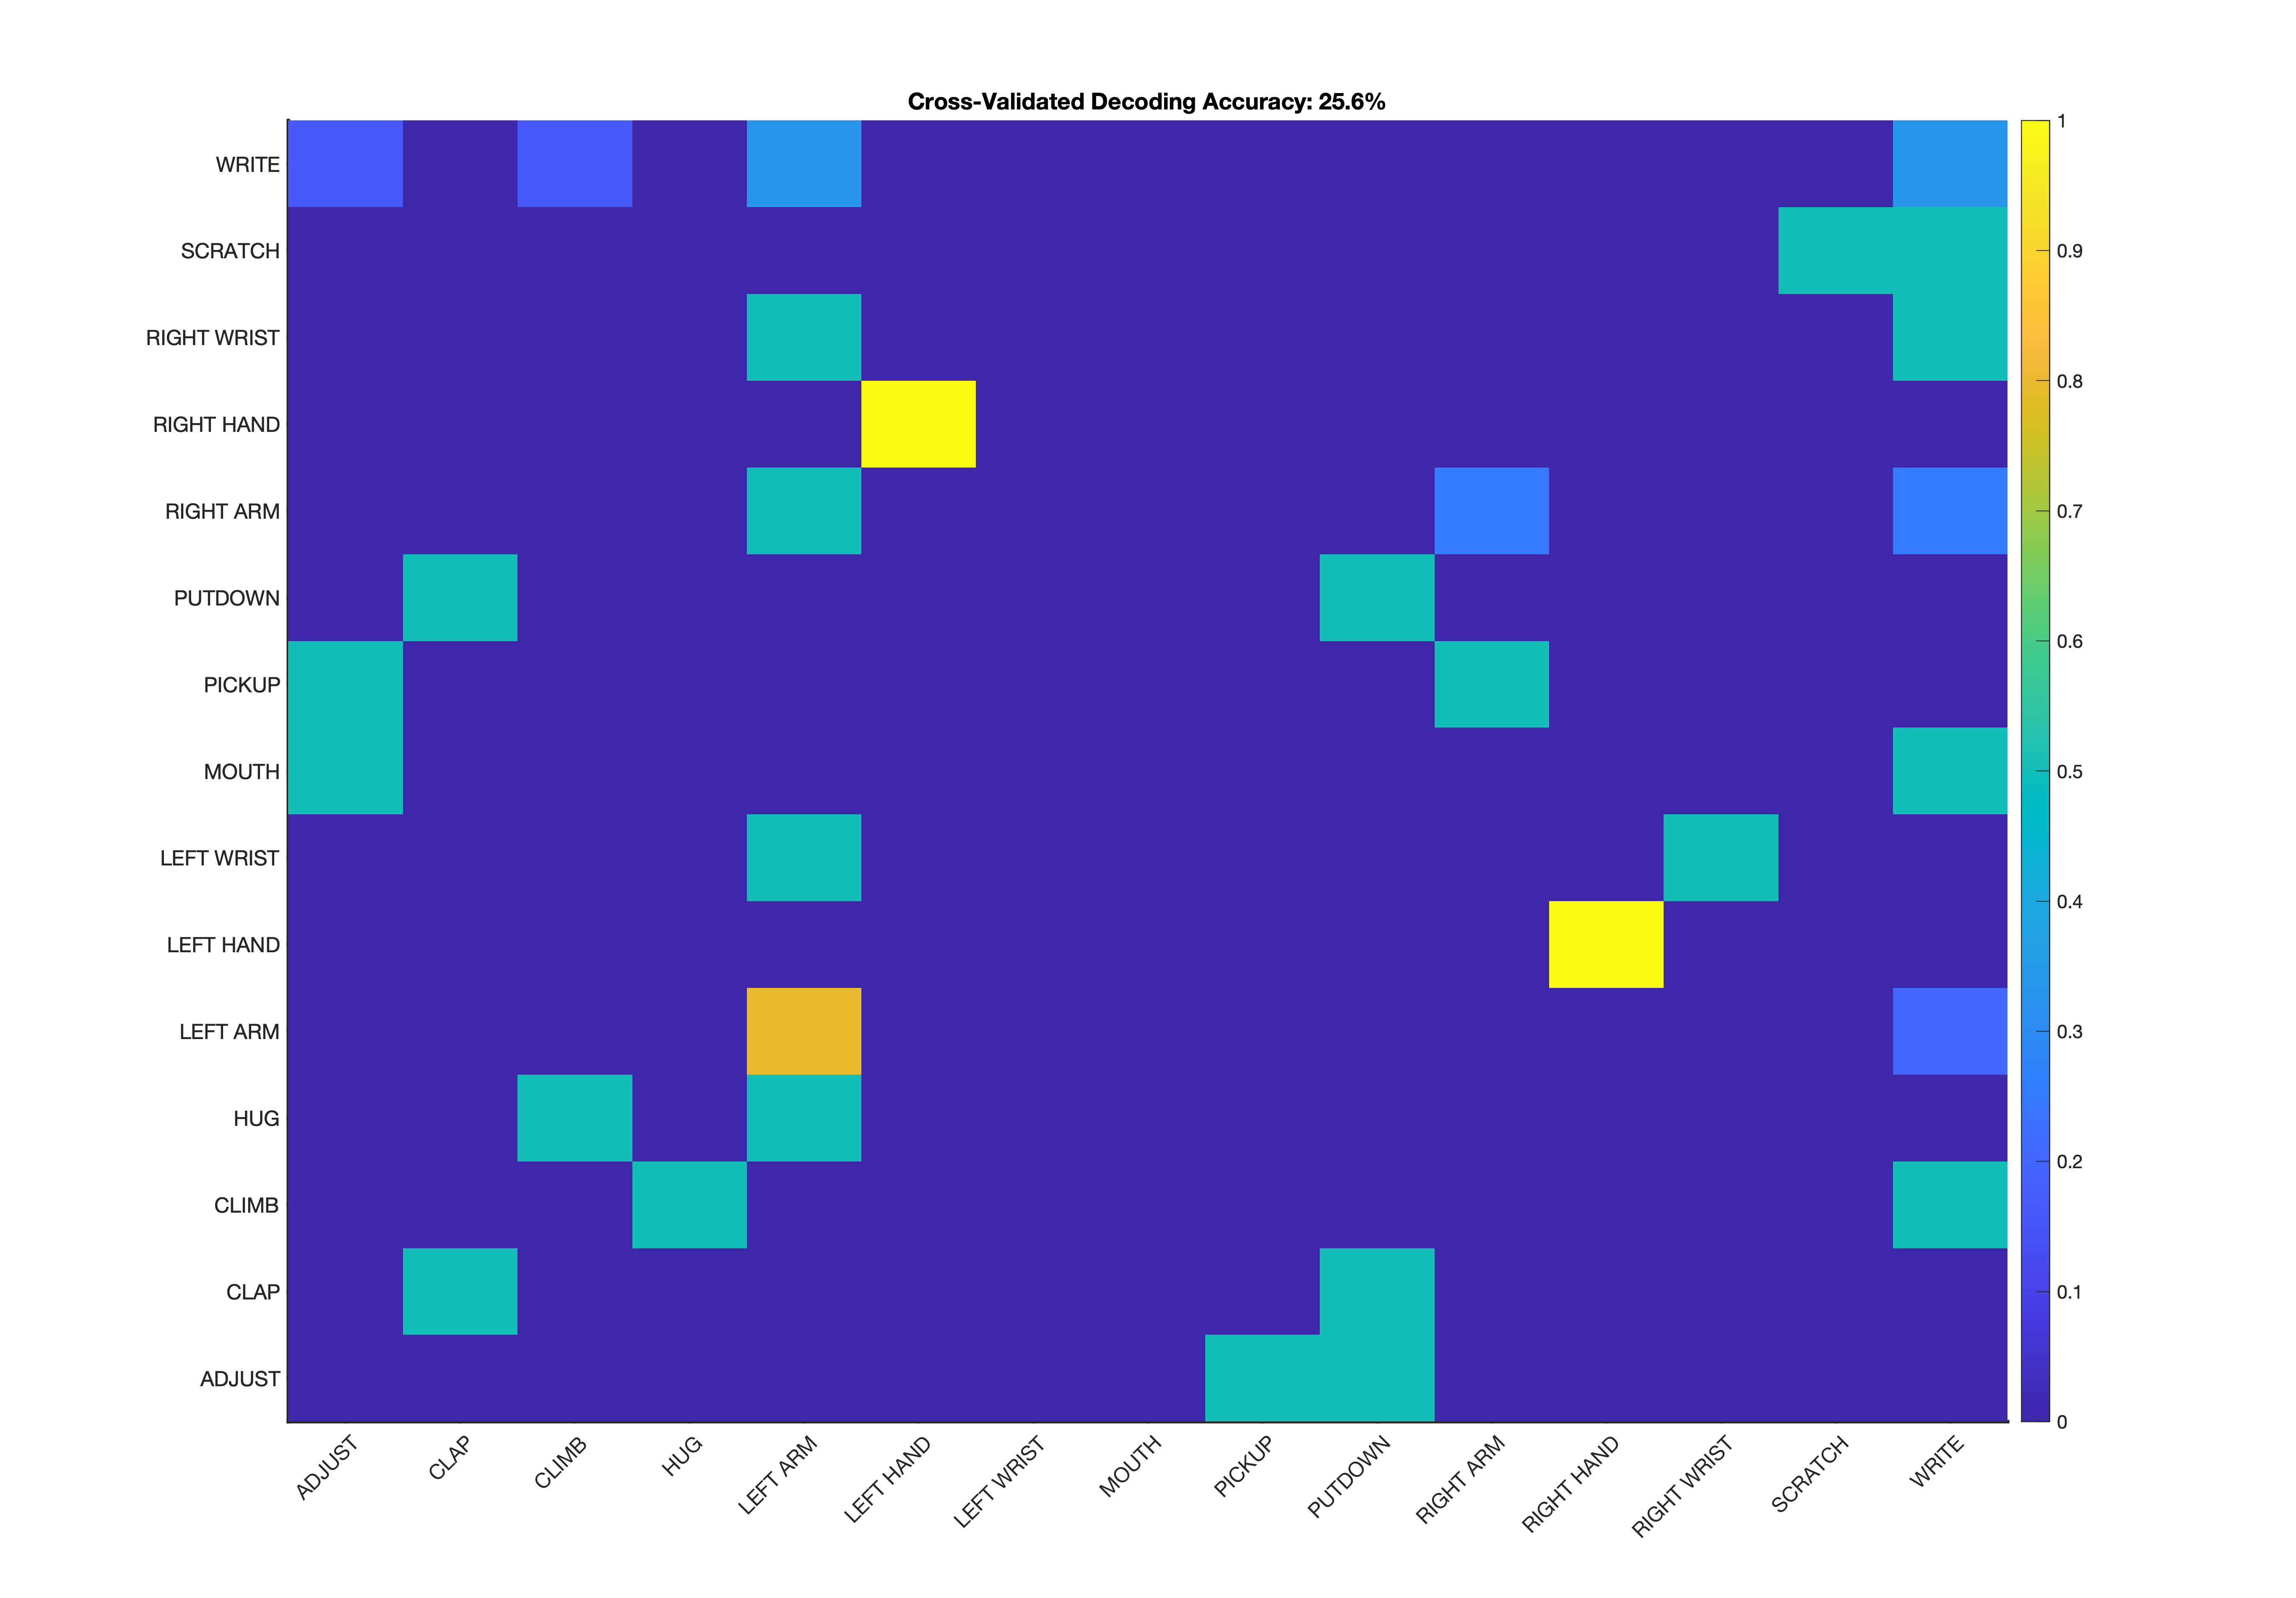 Cross-Validated Decoding Accuracy: 25.6%
WRITE
SCRATCH
RIGHT WRIST
RIGHT HAND
RIGHT ARM
PUTDOWN
PICKUP
MOUTH
LEFT WRIST
LEFT HAND
LEFT ARM
HUG
CLIMB
CLAP
ADJUST
ADJUST
CLAP
CLIMB
HUG
LEFT ARM
LEFT HAND
LEFT WRIST
MOUTH
PICKUP
PUTDOWN
RIGHT ARM
RIGHT HAND
RIGHT WRIST
SCRATCH
WRITE
1
0.9
0.8
0.7
0.6
0.5
0.4
0.3
0.2
0.1
0